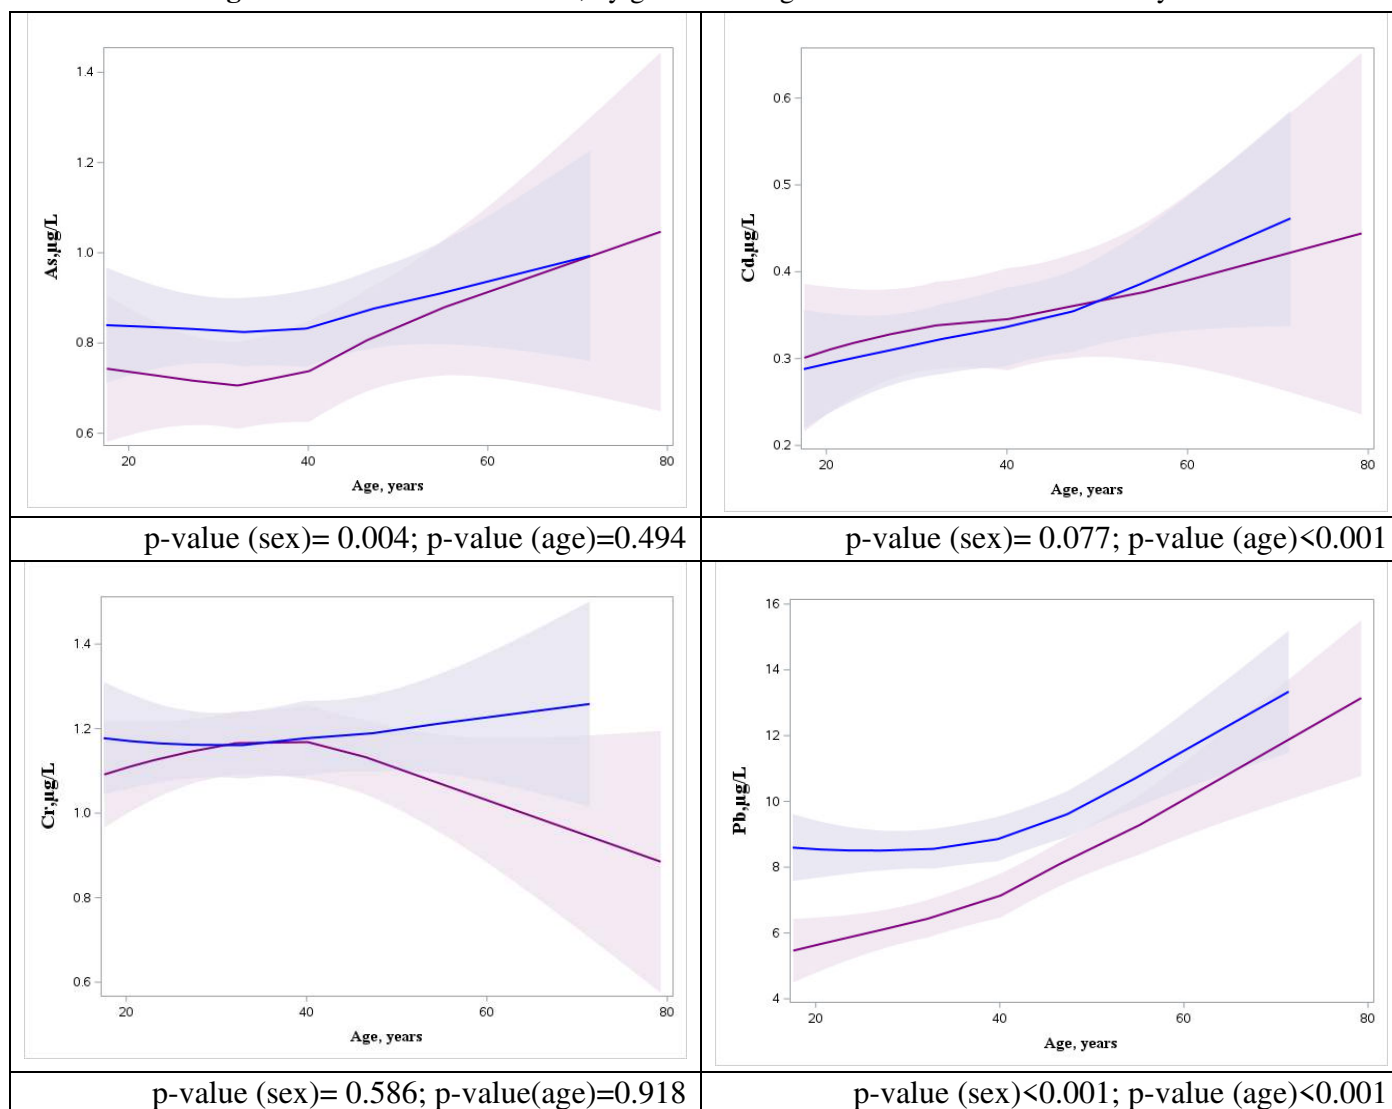 1.4
1.2
1.0
0.8
0.6
As,µg/L
20 40 60 80
Age, years
p-value (sex)= 0.004; p-value (age)=0.494
0.6
0.5
0.4
0.3
0.2
Cd,µg/L
20 40 60 80
Age, years
p-value (sex)= 0.077; p-value (age)<0.001
1.4
1.2
1.0
0.8
0.6
Cr,µg/L
20 40 60 80
Age, years
p-value (sex)= 0.586; p-value(age)=0.918
16
14
12
10
8
6
4
Pb,µg/L
20 40 60 80
Age, years
p-value (sex)<0.001; p-value (age)<0.001